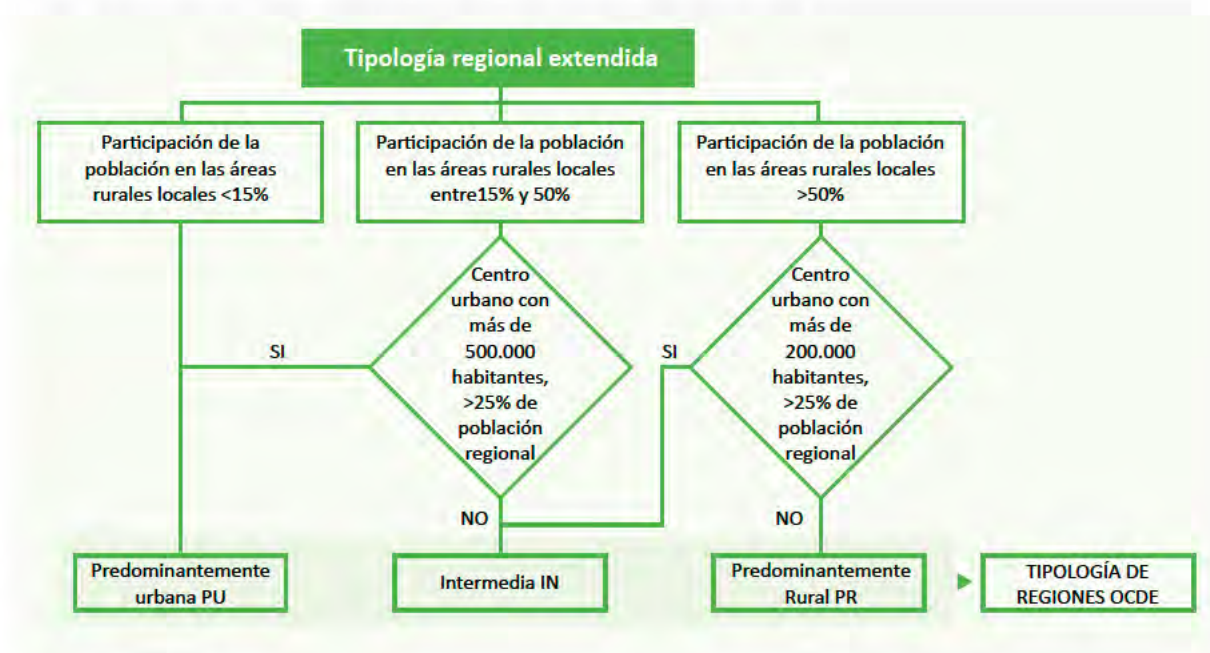 Tipología regional extendida
Participación de la
población en las áreas
rurales locales <15%
Participación de la población
en las áreas rurales locales
entre15% y 50%
Participación de la población
en las áreas rurales locales
>50%
Centro
urbano con
más de
500.000
habitantes,
>25% de
población
regional
Centro
urbano con
más de
200.000
habitantes,
>25% de
población
regional
SI
SI
NO
NO
Predominantemente
urbana PU
Intermedia IN
Predominantemente
Rural PR
TIPOLOGÍA DE
REGIONES OCDE